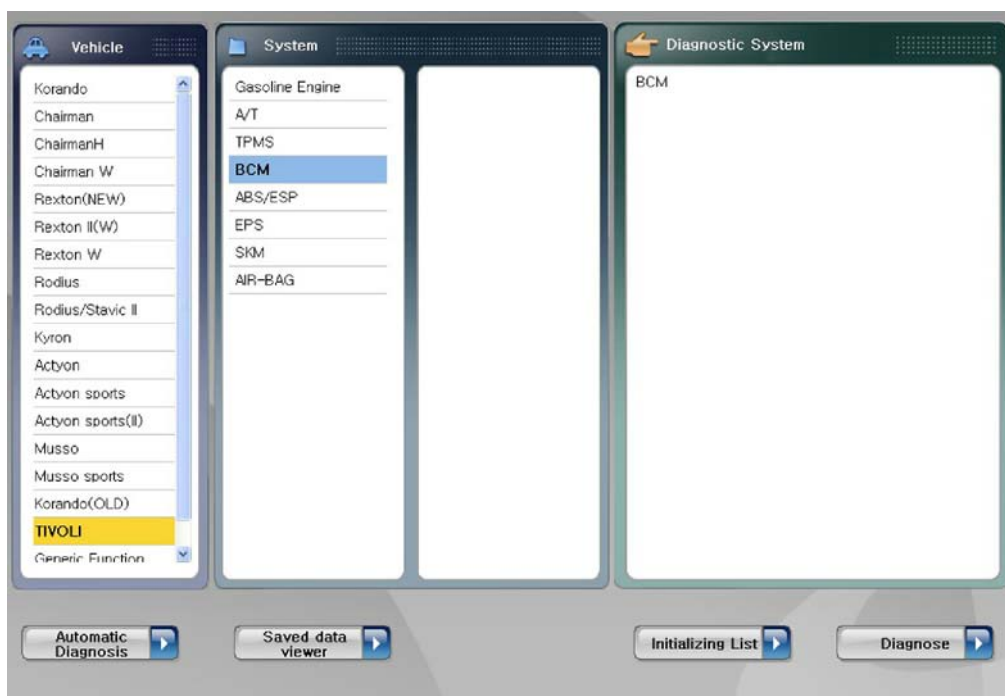 Vehicle
Korando
Chairman
ChairmanH
Chairman W
Rexton(NEW)
Rexton II(W)
Rexton W
Rodius
Rodius/Stavic II
Kyron
Actyon
Actyon sports
Actyon sports(II)
Musso
Musso sports
Korando(OLD)
TIVOLI
Generic Function
System
Gasoline Engine
A/T
TPMS
BCM
ABS/ESP
EPS
SKM
AIR-BAG
Diagnostic System
BCM
Automatic
Diagnosis
Saved data
viewer
Initializing List
Diagnose